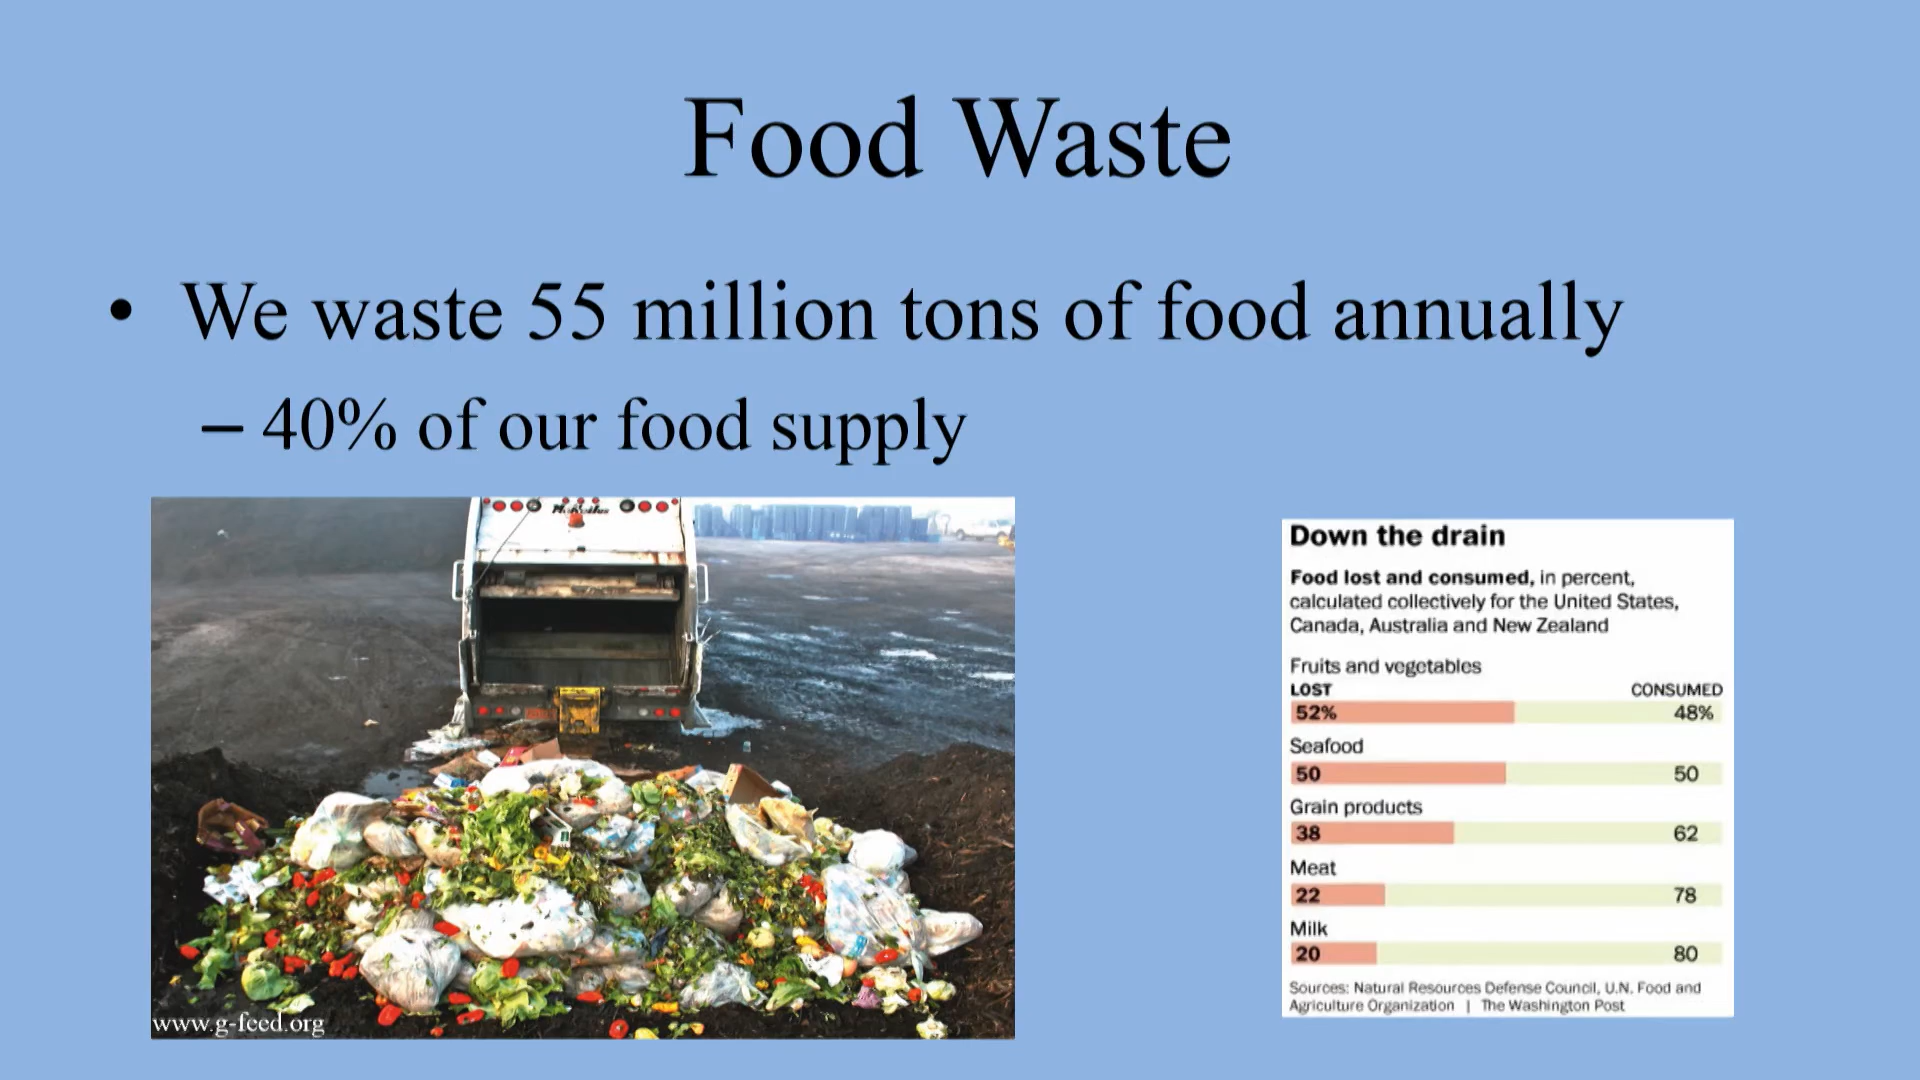 Food Waste
• We waste 55 million tons of food annually
– 40% of our food supply
www.g-feed.org
Down the drain
Food lost and consumed, in percent,
calculated collectively for the United States,
Canada, Australia and New Zealand
Fruits and vegetables
LOST CONSUMED
52% 48%
Seafood
50 50
Grain products
38 62
Meat
22 78
Milk
20 80
Sources: Natural Resources Defense Council, U.N. Food and
Agriculture Organization | The Washington Post